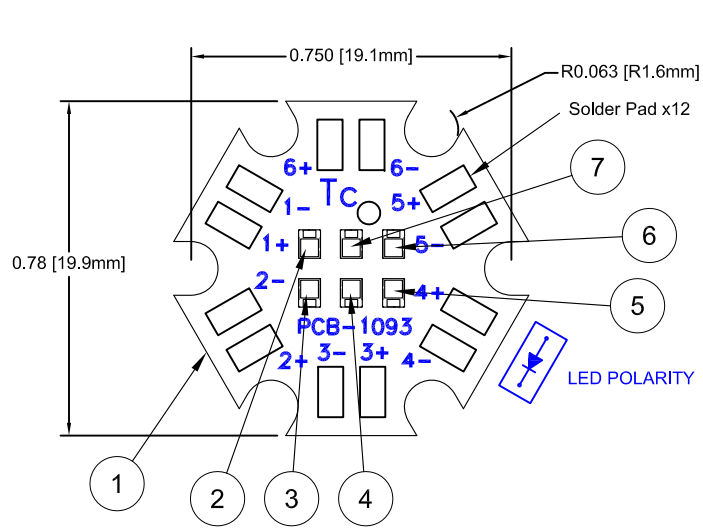 0.750 [19.1mm]
R0.063 [R1.6mm]
Solder Pad x12
7
6+
6-
Tc
5+
1-
6
1+
5-
0.78 [19.9mm]
2-
4+
5
PCB-1093
3-
3+
2+
4-
LED POLARITY
1
2
3
4